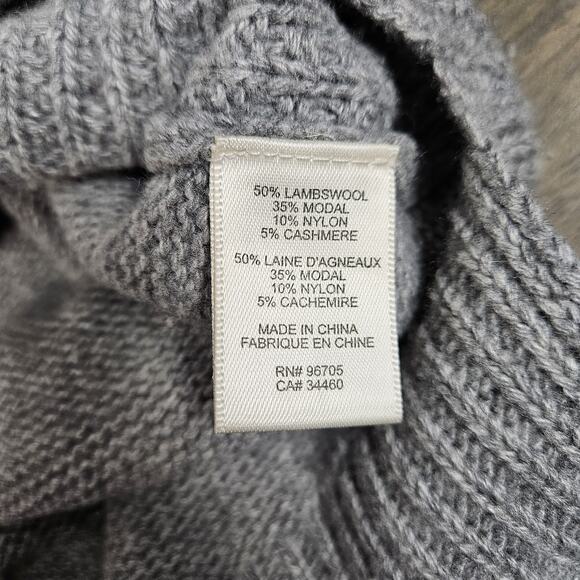 50% LAMBSWOOL
35% MODAL
10% NYLON
5% CASHMERE
50% LAINE D'AGNEAUX
35% MODAL
10% NYLON
5% CACHEMIRE
MADE IN CHINA
FABRIQUE EN CHINE
RN# 96705
CA# 34460